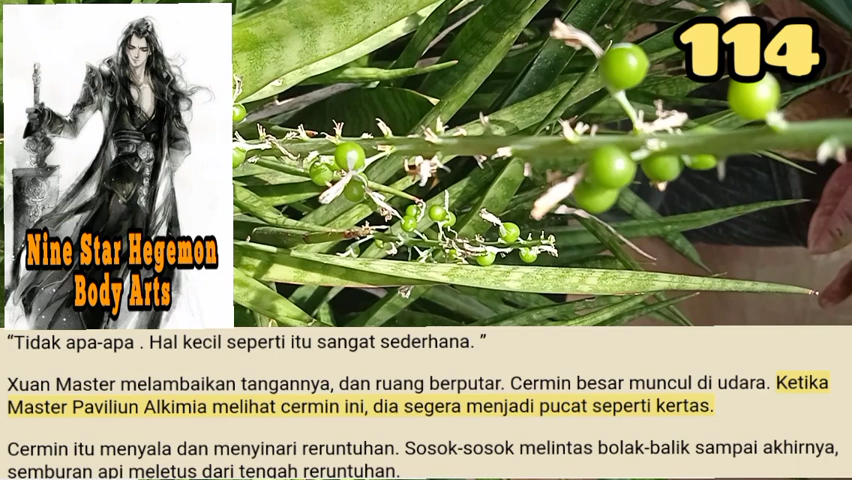 114
Nine Star Hegemon
Body Arts
“Tidak apa-apa . Hal kecil seperti itu sangat sederhana. ”
Xuan Master melambaikan tangannya, dan ruang berputar. Cermin besar muncul di udara. Ketika
Master Paviliun Alkimia melihat cermin ini, dia segera menjadi pucat seperti kertas.
Cermin itu menyala dan menyinari reruntuhan. Sosok-sosok melintas bolak-balik sampai akhirnya,
semburan api meletus dari tengah reruntuhan.